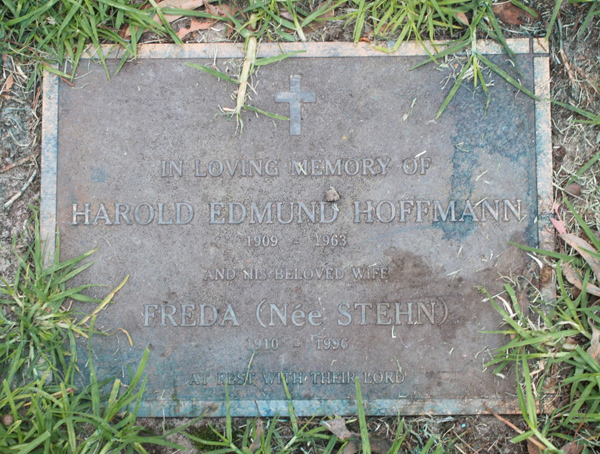 IN LOVING MEMORY OF
HAROLD EDMUND HOFFMANN
1909 - 1963
AND HIS BELOVED WIFE
FREDA (Née STEHN)
1910 - 1996
AT REST WITH THEIR LORD